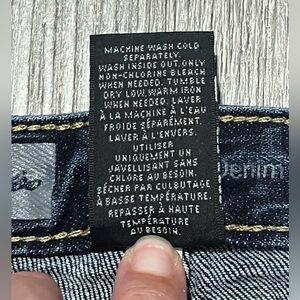 MACHINE WASH COLD
SEPARATELY.
WASH INSIDE OUT, ONLY
NON-CHLORINE BLEACH
WHEN NEEDED. TUMBLE
DRY LOW. WARM IRON
WHEN NEEDED. LAVER
À LA MACHINE À L'EAU
FROIDE SÉPARÉMENT.
LAVER À L'ENVERS.
UTILISER
UNIQUEMENT UN
JAVELLISANT SANS
CHLORE AU BESOIN.
SÉCHER PAR CULBUTAGE
À BASSE TEMPÉRATURE.
REPASSER À HAUTE
TEMPÉRATURE
AU BESOIN.
Denim